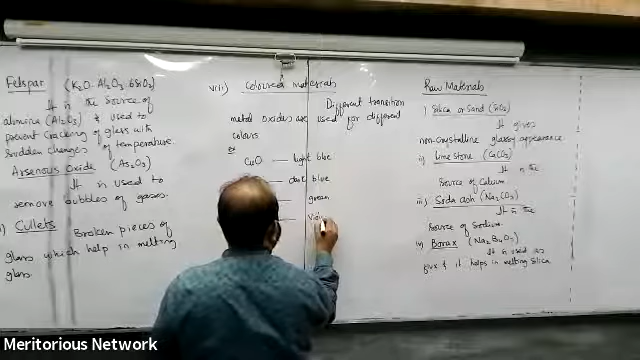 Felspar (K2O.Al2O3.6SiO2)
It is the source of
alumina (Al2O3) & used to
prevent cracking of glass with
sudden changes of temperature.
Arsenous Oxide (As2O3)
It is used to
remove bubbles of gases.
Cullets Broken pieces of
glass which help in melting
glass.
viii) Coloured materials
Different transition
metal oxides are used for different
colours
ex
CuO — light blue
— dark blue
— green
— vio
Raw Materials
i) Silica or Sand (SiO2)
It gives
non-crystalline glassy appearance.
ii) Lime stone (CaCO3)
It is the
Source of Calcium.
iii) Soda ash (Na2CO3)
It is the
Source of Sodium.
iv) Borax (Na2B4O7)
It is used as
flux & it helps in melting Silica
Meritorious Network